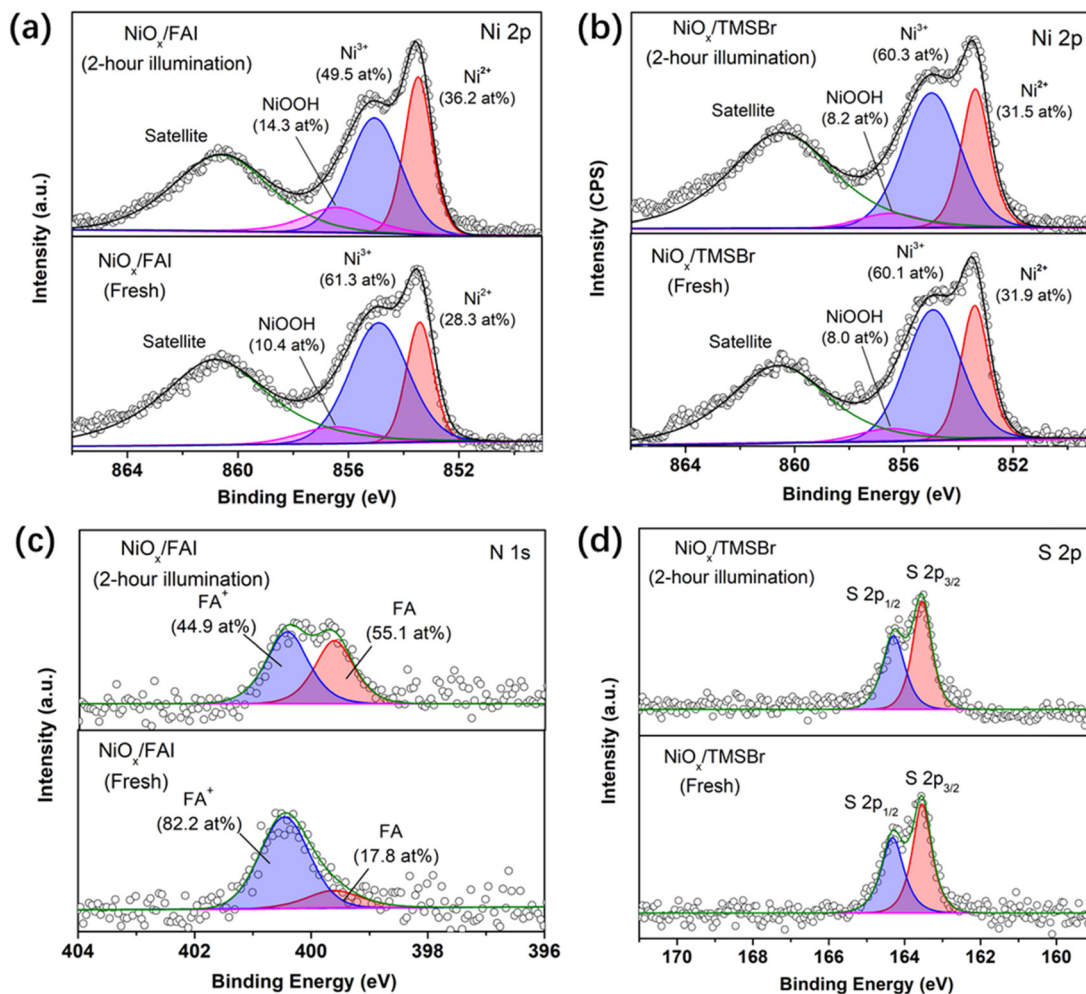 (a)
NiOₓ/FAI
(2-hour illumination)
Ni 2p
Ni³⁺
(49.5 at%)
Ni²⁺
(36.2 at%)
NiOOH
(14.3 at%)
Satellite
NiOₓ/FAI
(Fresh)
Ni³⁺
(61.3 at%)
Ni²⁺
(28.3 at%)
NiOOH
(10.4 at%)
Satellite
Intensity (a.u.)
864 860 856 852
Binding Energy (eV)
(b)
NiOₓ/TMSBr
(2-hour illumination)
Ni 2p
Ni³⁺
(60.3 at%)
Ni²⁺
(31.5 at%)
NiOOH
(8.2 at%)
Satellite
NiOₓ/TMSBr
(Fresh)
Ni³⁺
(60.1 at%)
Ni²⁺
(31.9 at%)
NiOOH
(8.0 at%)
Satellite
Intensity (CPS)
864 860 856 852
Binding Energy (eV)
(c)
NiOₓ/FAI
(2-hour illumination)
N 1s
FA⁺
(44.9 at%)
FA
(55.1 at%)
NiOₓ/FAI
(Fresh)
FA⁺
(82.2 at%)
FA
(17.8 at%)
Intensity (a.u.)
404 402 400 398 396
Binding Energy (eV)
(d)
NiOₓ/TMSBr
(2-hour illumination)
S 2p
S 2p₁/₂
S 2p₃/₂
NiOₓ/TMSBr
(Fresh)
S 2p₁/₂
S 2p₃/₂
Intensity (a.u.)
170 168 166 164 162 160
Binding Energy (eV)